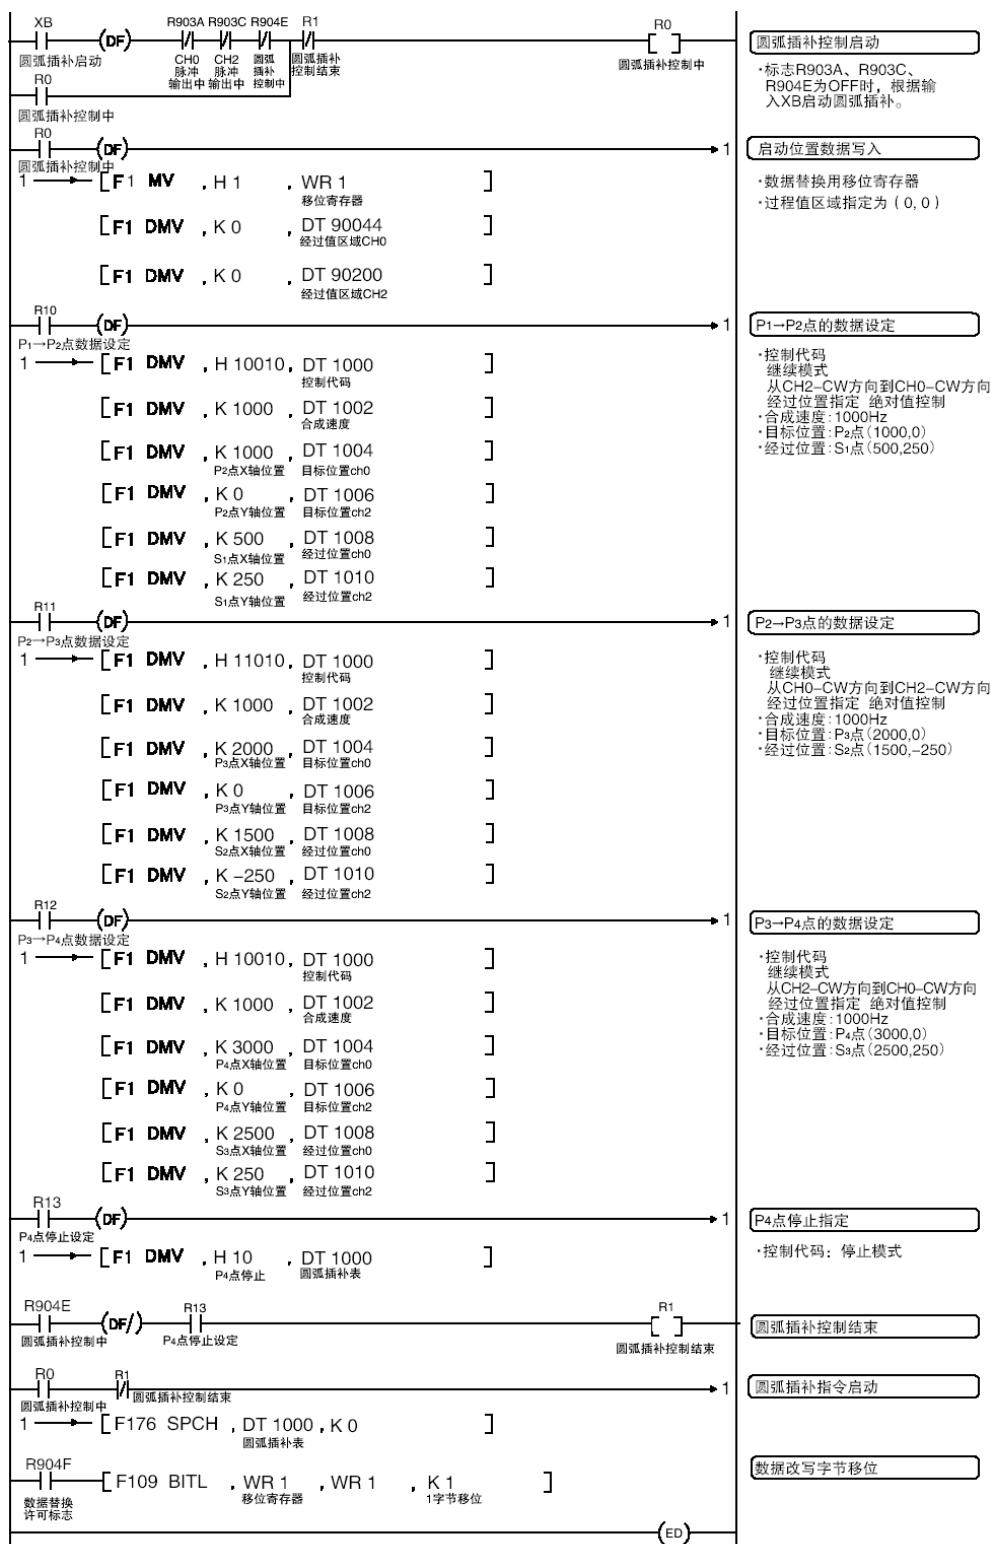 XB
R903A R903C R904E R1
R0
(DF)
圆弧插补启动
CH0 脉冲 输出中
CH2 脉冲 输出中
圆弧 插补 控制中
圆弧插补 控制结束
圆弧插补控制中
圆弧插补控制启动
·标志R903A、R903C、
R904E为OFF时，根据输
入XB启动圆弧插补。
R0
圆弧插补控制中
R0
(DF)
1
圆弧插补控制中
启动位置数据写入
·数据替换用移位寄存器
·过程值区域指定为（0, 0）
1 [F1 MV , H 1 , WR 1 ]
移位寄存器
[F1 DMV , K 0 , DT 90044 ]
经过值区域CH0
[F1 DMV , K 0 , DT 90200 ]
经过值区域CH2
R10
(DF)
1
P1→P2点数据设定
P1→P2点的数据设定
·控制代码
继续模式
从CH2–CW方向到CH0–CW方向
经过位置指定 绝对值控制
·合成速度:1000Hz
·目标位置:P2点(1000,0)
·经过位置:S1点(500,250)
1 [F1 DMV , H 10010, DT 1000 ]
控制代码
[F1 DMV , K 1000 , DT 1002 ]
合成速度
[F1 DMV , K 1000 , DT 1004 ]
P2点X轴位置 目标位置ch0
[F1 DMV , K 0 , DT 1006 ]
P2点Y轴位置 目标位置ch2
[F1 DMV , K 500 , DT 1008 ]
S1点X轴位置 经过位置ch0
[F1 DMV , K 250 , DT 1010 ]
S1点Y轴位置 经过位置ch2
R11
(DF)
1
P2→P3点数据设定
P2→P3点的数据设定
·控制代码
继续模式
从CH0–CW方向到CH2–CW方向
经过位置指定 绝对值控制
·合成速度:1000Hz
·目标位置:P3点(2000,0)
·经过位置:S2点(1500,–250)
1 [F1 DMV , H 11010, DT 1000 ]
控制代码
[F1 DMV , K 1000 , DT 1002 ]
合成速度
[F1 DMV , K 2000 , DT 1004 ]
P3点X轴位置 目标位置ch0
[F1 DMV , K 0 , DT 1006 ]
P3点Y轴位置 目标位置ch2
[F1 DMV , K 1500 , DT 1008 ]
S2点X轴位置 经过位置ch0
[F1 DMV , K –250 , DT 1010 ]
S2点Y轴位置 经过位置ch2
R12
(DF)
1
P3→P4点数据设定
P3→P4点的数据设定
·控制代码
继续模式
从CH2–CW方向到CH0–CW方向
经过位置指定 绝对值控制
·合成速度:1000Hz
·目标位置:P4点(3000,0)
·经过位置:S3点(2500,250)
1 [F1 DMV , H 10010, DT 1000 ]
控制代码
[F1 DMV , K 1000 , DT 1002 ]
合成速度
[F1 DMV , K 3000 , DT 1004 ]
P4点X轴位置 目标位置ch0
[F1 DMV , K 0 , DT 1006 ]
P4点Y轴位置 目标位置ch2
[F1 DMV , K 2500 , DT 1008 ]
S3点X轴位置 经过位置ch0
[F1 DMV , K 250 , DT 1010 ]
S3点Y轴位置 经过位置ch2
R13
(DF)
1
P4点停止设定
P4点停止指定
·控制代码：停止模式
1 [F1 DMV , H 10 , DT 1000 ]
P4点停止 圆弧插补表
R904E R13 R1
(DF/)
圆弧插补控制中 P4点停止设定 圆弧插补控制结束
圆弧插补控制结束
R0 R1
1
圆弧插补控制中 圆弧插补控制结束
圆弧插补指令启动
1 [F176 SPCH , DT 1000 , K 0 ]
圆弧插补表
R904F
[F109 BITL , WR 1 , WR 1 , K 1 ]
移位寄存器 1字节移位
数据替换
许可标志
数据改写字节移位
(ED)